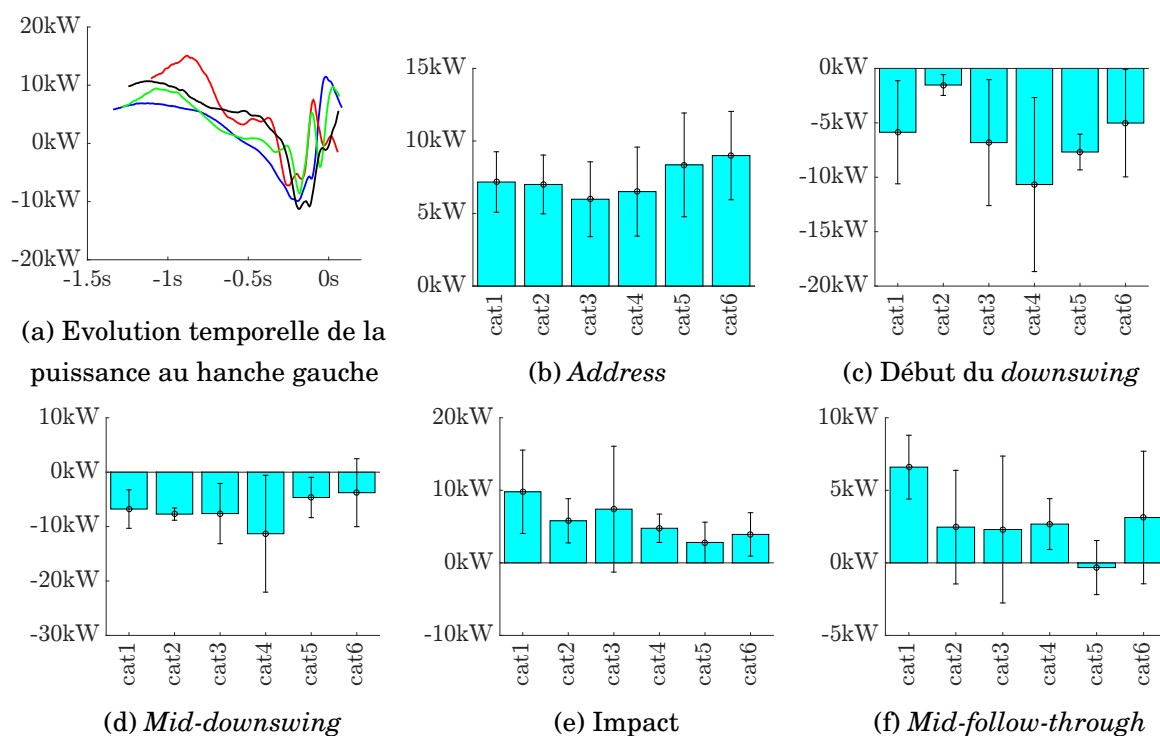 20kW
10kW
0kW
-10kW
-20kW
-1.5s -1s -0.5s 0s
(a) Evolution temporelle de la
puissance au hanche gauche
15kW
10kW
5kW
0kW
cat1 cat2 cat3 cat4 cat5 cat6
(b) Address
0kW
-5kW
-10kW
-15kW
-20kW
cat1 cat2 cat3 cat4 cat5 cat6
(c) Début du downswing
10kW
0kW
-10kW
-20kW
-30kW
cat1 cat2 cat3 cat4 cat5 cat6
(d) Mid-downswing
20kW
10kW
0kW
-10kW
cat1 cat2 cat3 cat4 cat5 cat6
(e) Impact
10kW
5kW
0kW
-5kW
cat1 cat2 cat3 cat4 cat5 cat6
(f) Mid-follow-through